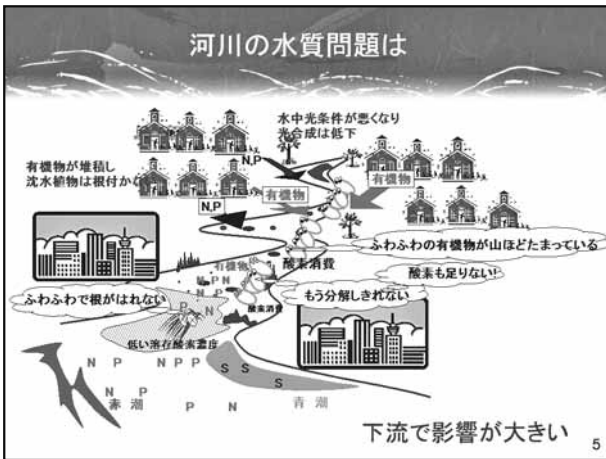 河川の水質問題は
水中光条件が悪くなり
光合成は低下
有機物が堆積し
沈水植物は根付かな
N,P
有機物
有機物
N,P
ふわふわの有機物が山ほどたまっている
酸素消費
有機物
酸素も足りない!
N P N
N P
ふわふわで根がはれない
もう分解しきれない
P N
酸素消費
低い溶存酸素濃度
N P N P P
S S
S
N P
赤 潮 P N 青 潮
下流で影響が大きい
5